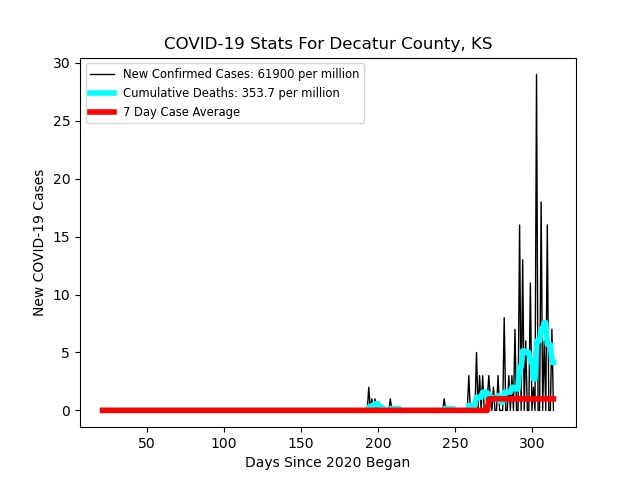 COVID-19 Stats For Decatur County, KS
New Confirmed Cases: 61900 per million
Cumulative Deaths: 353.7 per million
7 Day Case Average
30
25
20
15
10
5
0
New COVID-19 Cases
50 100 150 200 250 300
Days Since 2020 Began